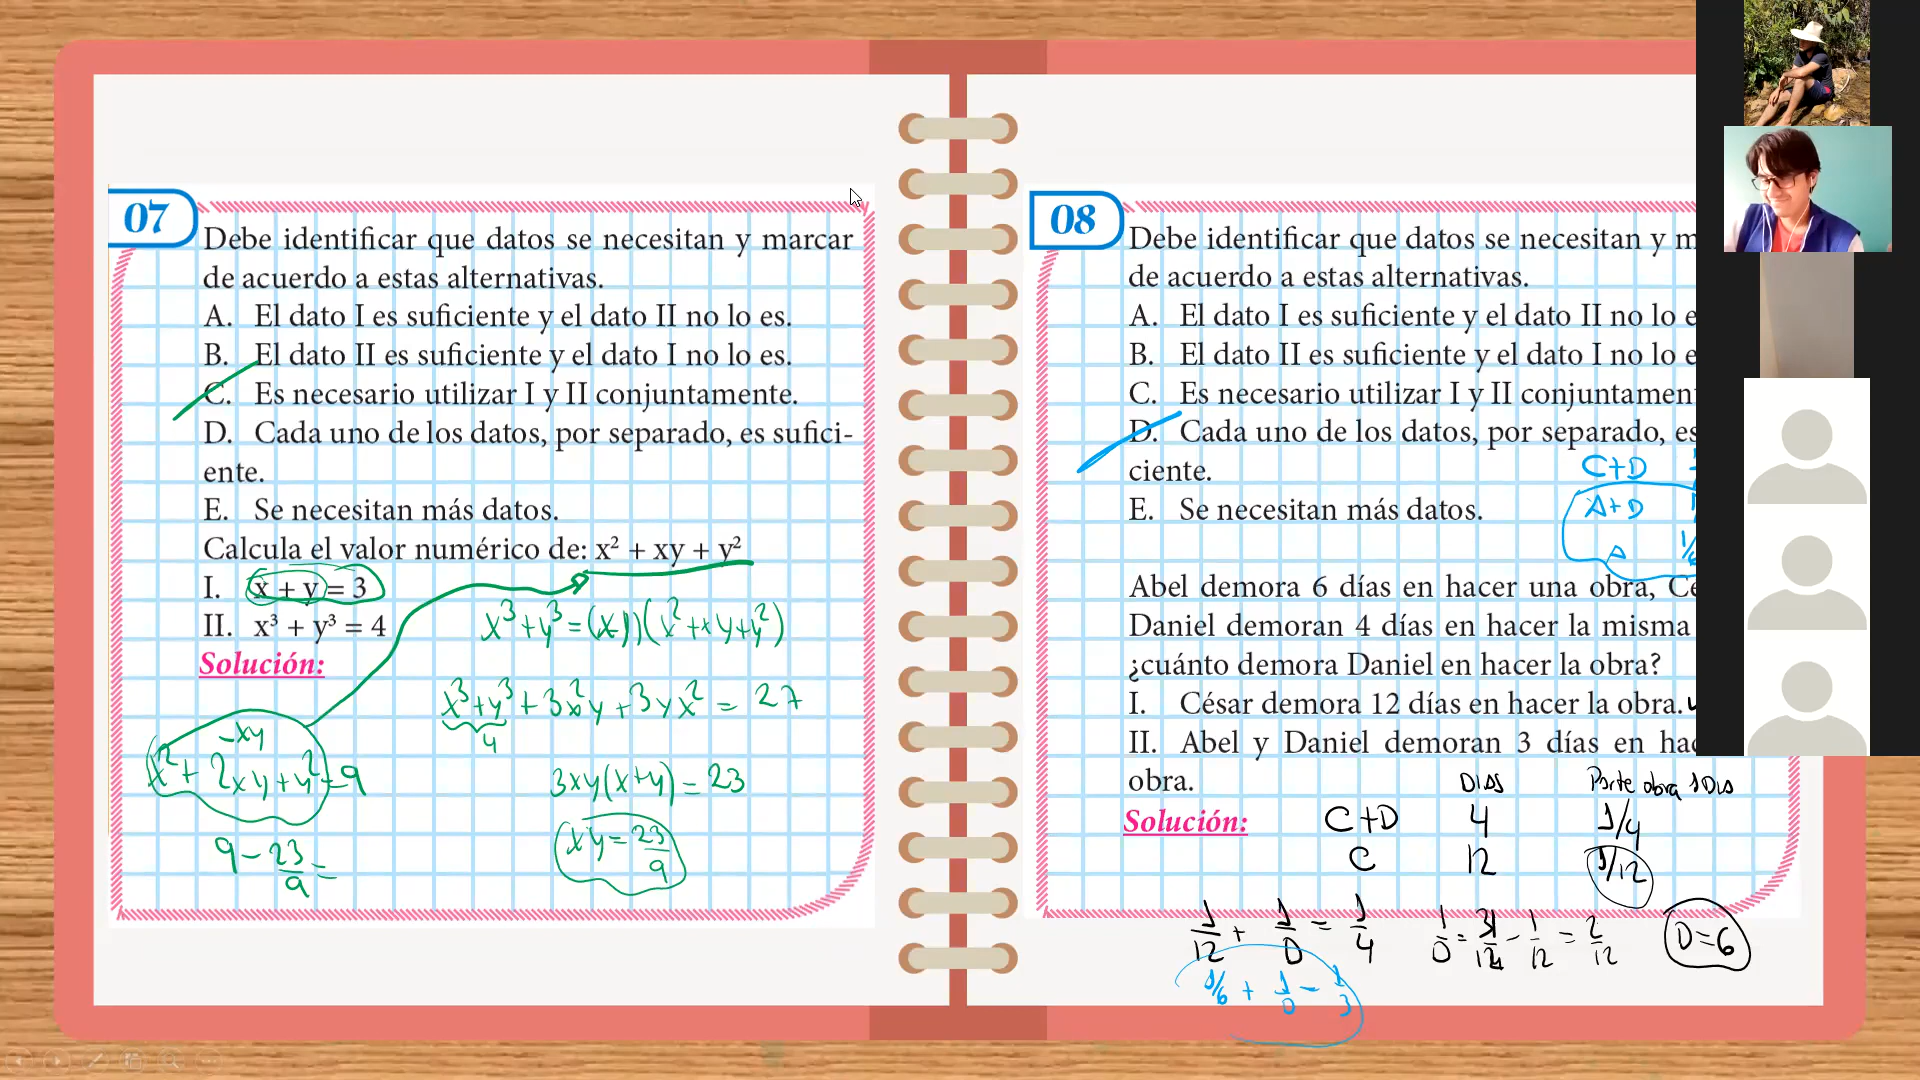 07
Debe identificar que datos se necesitan y marcar
de acuerdo a estas alternativas.
A. El dato I es suficiente y el dato II no lo es.
B. El dato II es suficiente y el dato I no lo es.
C. Es necesario utilizar I y II conjuntamente.
D. Cada uno de los datos, por separado, es sufici-
ente.
E. Se necesitan más datos.
Calcula el valor numérico de: x² + xy + y²
I. x + y = 3
II. x³ + y³ = 4
Solución:
x³+y³=(x+y)(x²+xy+y²)
x³+y³+3x²y+3yx²=27
4
-xy
x²+2xy+y²=9
3xy(x+y)=23
xy=23/9
9-23/9=
08
Debe identificar que datos se necesitan y m
de acuerdo a estas alternativas.
A. El dato I es suficiente y el dato II no lo e
B. El dato II es suficiente y el dato I no lo e
C. Es necesario utilizar I y II conjuntamen
D. Cada uno de los datos, por separado, es
ciente.
E. Se necesitan más datos.
C+D
A+D
A
Abel demora 6 días en hacer una obra, Cé
Daniel demoran 4 días en hacer la misma
¿cuánto demora Daniel en hacer la obra?
I. César demora 12 días en hacer la obra.
II. Abel y Daniel demoran 3 días en hac
obra.
Solución:
DIAS Parte obra 1 DIA
C+D 4 1/4
C 12 1/12
1/12 + 1/D = 1/4 1/D = 3/12 - 1/12 = 2/12 D=6
1/6 + 1/D - 1/3